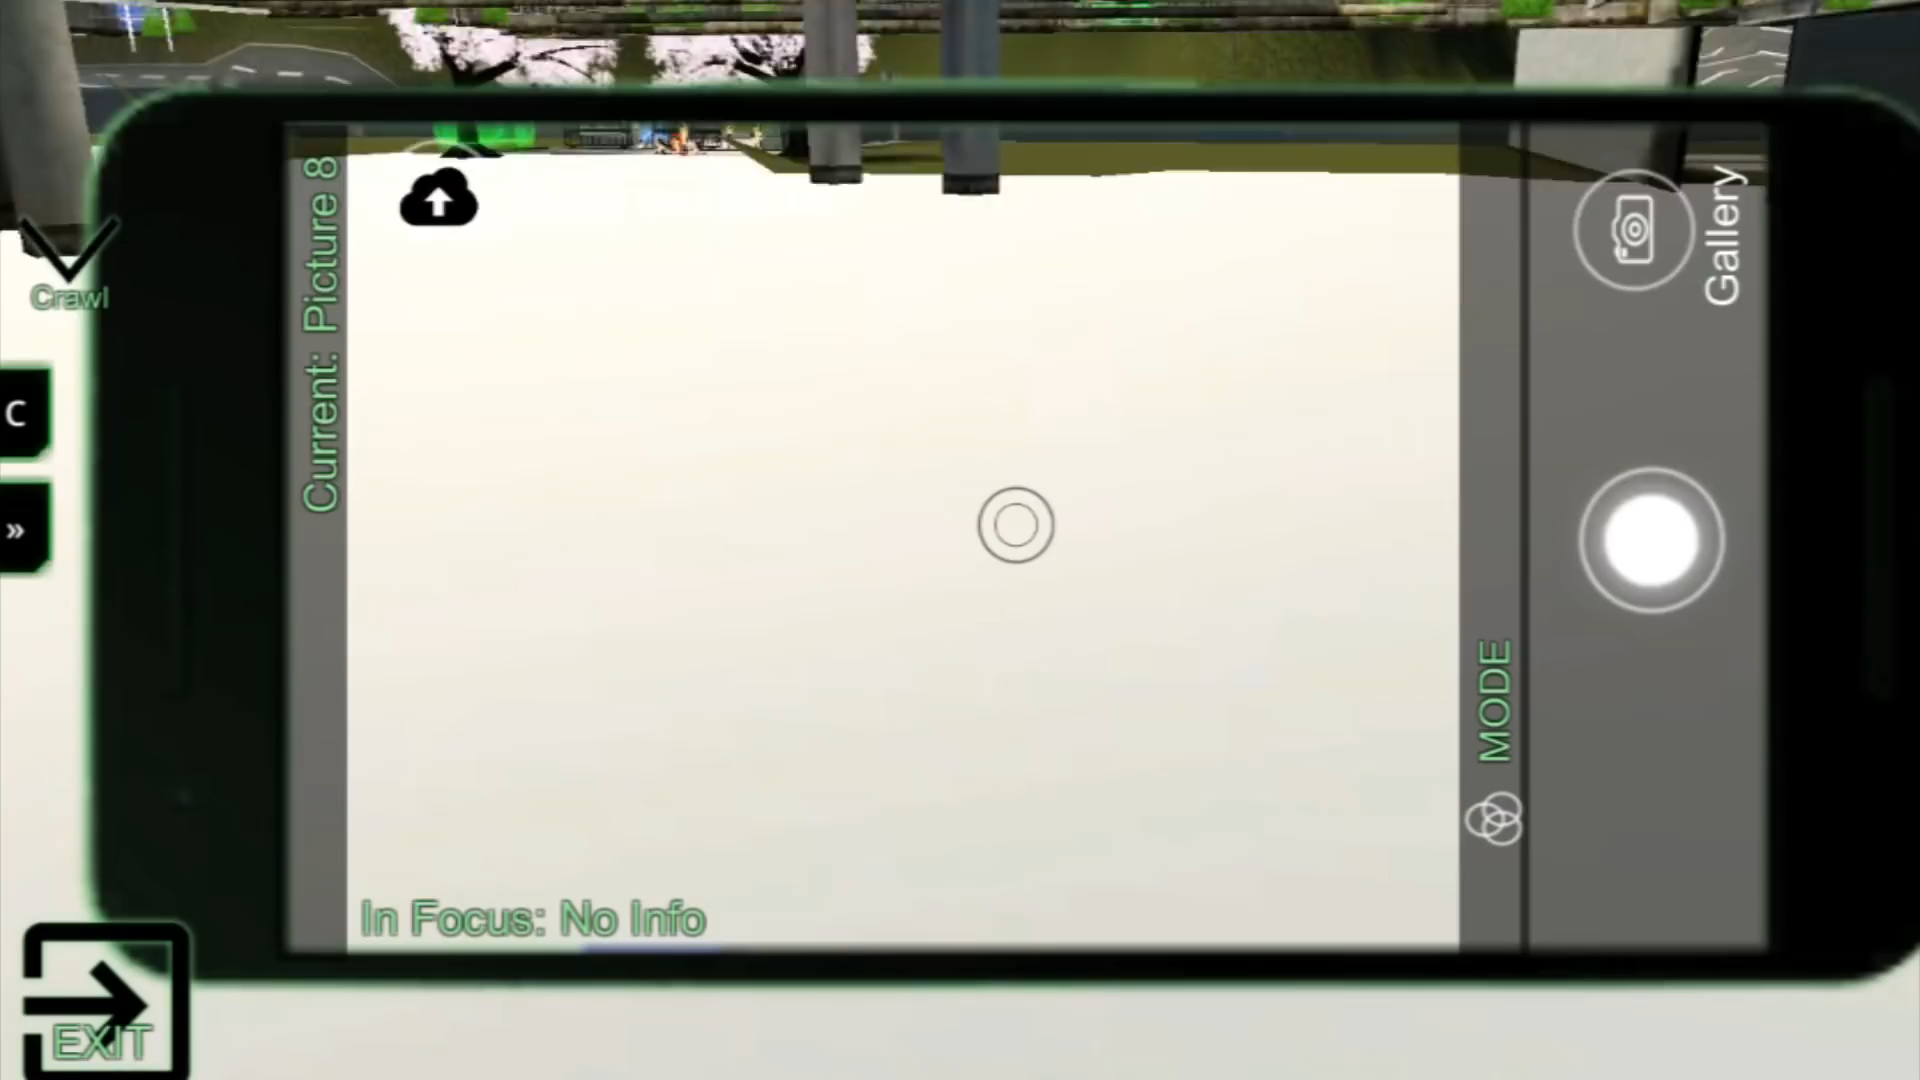 Current: Picture 8
Gallery
Crawl
C
»
MODE
In Focus: No Info
EXIT